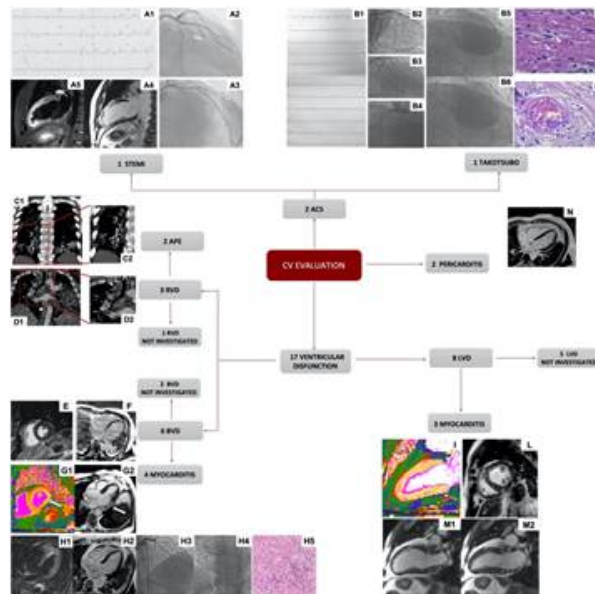 A1
A2
B1
B2
B5
B3
A5
A4
A3
B4
B6
1 STEMI
1 TAKOTSUBO
C1
2 ACS
N
2 APE
C2
CV EVALUATION
2 PERICARDITIS
3 RVD
D1
D2
1 RVD
NOT INVESTIGATED
17 VENTRICULAR
DISFUNCTION
8 LVD
5 LVD
NOT INVESTIGATED
2 BVD
NOT INVESTIGATED
E
F
6 BVD
3 MYOCARDITIS
I
L
G1
G2
4 MYOCARDITIS
M1
M2
H1
H2
H3
H4
H5